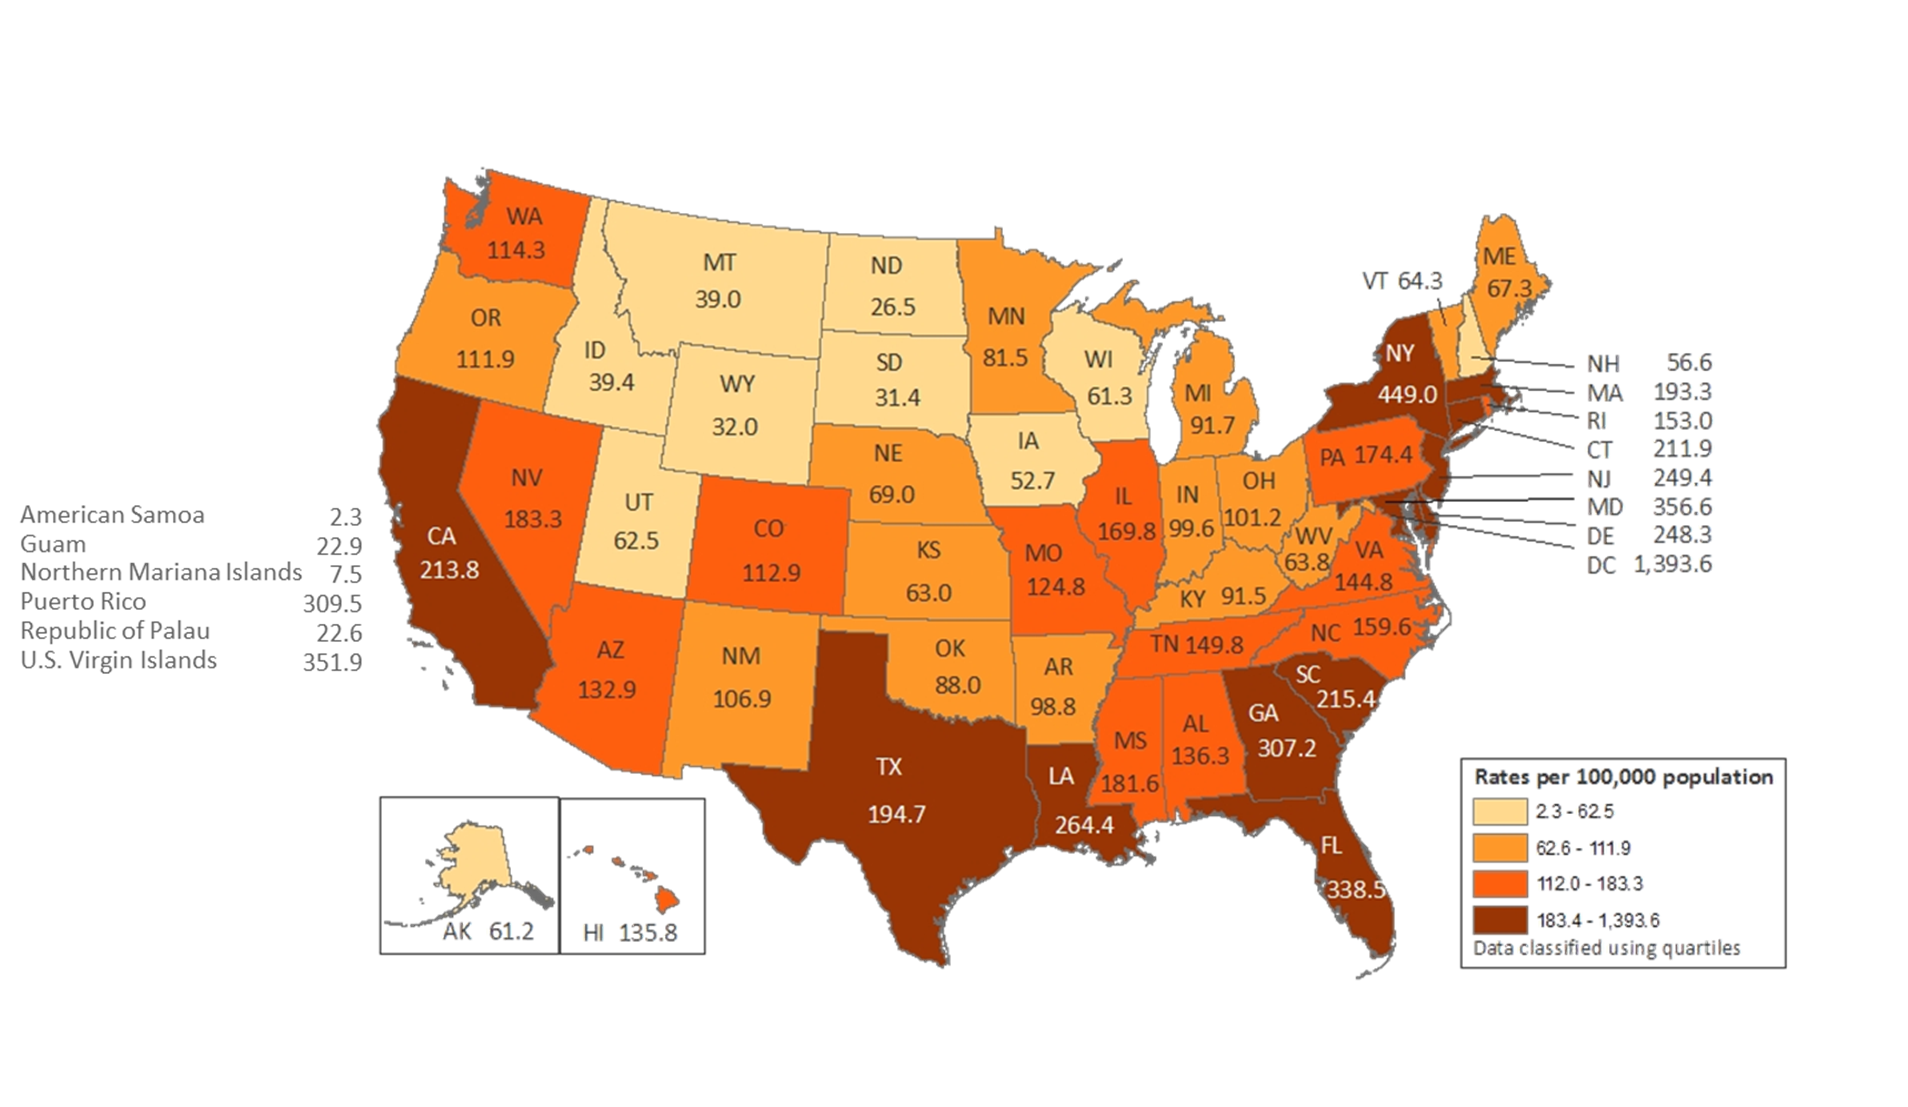 WA
114.3
OR
111.9
CA
213.8
NV
183.3
ID
39.4
MT
39.0
WY
32.0
UT
62.5
AZ
132.9
CO
112.9
NM
106.9
ND
26.5
SD
31.4
NE
69.0
KS
63.0
OK
88.0
TX
194.7
MN
81.5
IA
52.7
MO
124.8
AR
98.8
LA
264.4
WI
61.3
IL
169.8
MI
91.7
IN
99.6
OH
101.2
KY 91.5
TN 149.8
MS
181.6
AL
136.3
GA
307.2
FL
338.5
SC
215.4
NC 159.6
VA
144.8
WV
63.8
PA 174.4
NY
449.0
VT 64.3
ME
67.3
NH 56.6
MA 193.3
RI 153.0
CT 211.9
NJ 249.4
MD 356.6
DE 248.3
DC 1,393.6
American Samoa 2.3
Guam 22.9
Northern Mariana Islands 7.5
Puerto Rico 309.5
Republic of Palau 22.6
U.S. Virgin Islands 351.9
AK 61.2
HI 135.8
Rates per 100,000 population
2.3 - 62.5
62.6 - 111.9
112.0 - 183.3
183.4 - 1,393.6
Data classified using quartiles